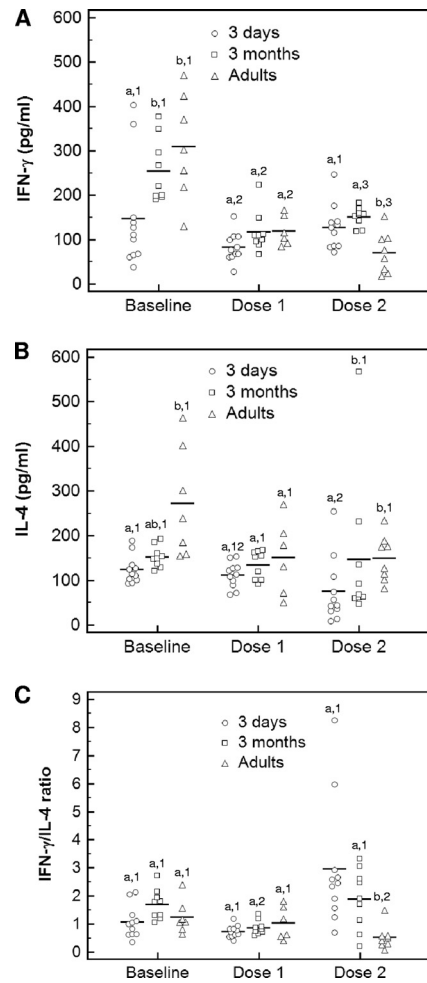 A
600
500
400
300
200
100
0
IFN-γ (pg/ml)
3 days
3 months
Adults
a,1
b,1
b,1
a,2
a,2
a,2
a,1
a,3
b,3
Baseline
Dose 1
Dose 2
B
600
500
400
300
200
100
0
IL-4 (pg/ml)
3 days
3 months
Adults
a,1
ab,1
b,1
a,12
a,1
a,1
a,2
b.1
b,1
Baseline
Dose 1
Dose 2
C
9
8
7
6
5
4
3
2
1
0
IFN-γ/IL-4 ratio
3 days
3 months
Adults
a,1
a,1
a,1
a,1
a,2
a,1
a,1
a,1
b,2
Baseline
Dose 1
Dose 2